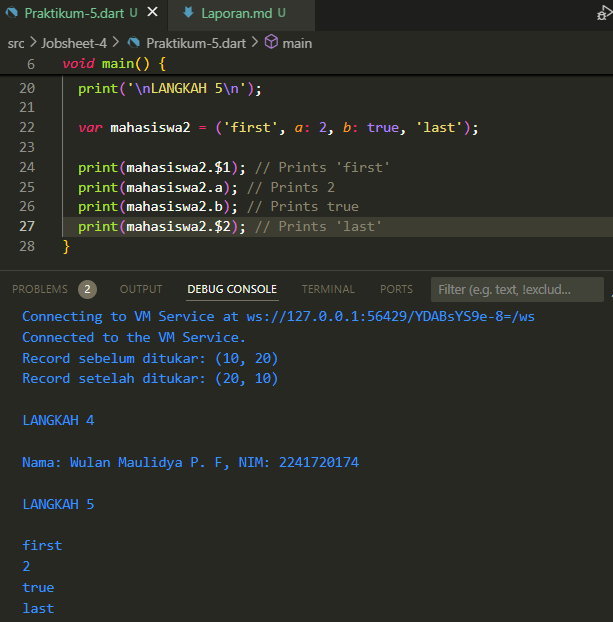 Praktikum-5.dart U Laporan.md U
src > Jobsheet-4 > Praktikum-5.dart > main
6 void main() {
20 print('\nLANGKAH 5\n');
21
22 var mahasiswa2 = ('first', a: 2, b: true, 'last');
23
24 print(mahasiswa2.$1); // Prints 'first'
25 print(mahasiswa2.a); // Prints 2
26 print(mahasiswa2.b); // Prints true
27 print(mahasiswa2.$2); // Prints 'last'
28 }
PROBLEMS 2 OUTPUT DEBUG CONSOLE TERMINAL PORTS Filter (e.g. text, !exclud...
Connecting to VM Service at ws://127.0.0.1:56429/YDABsYS9e-8=/ws
Connected to the VM Service.
Record sebelum ditukar: (10, 20)
Record setelah ditukar: (20, 10)
LANGKAH 4
Nama: Wulan Maulidya P. F, NIM: 2241720174
LANGKAH 5
first
2
true
last